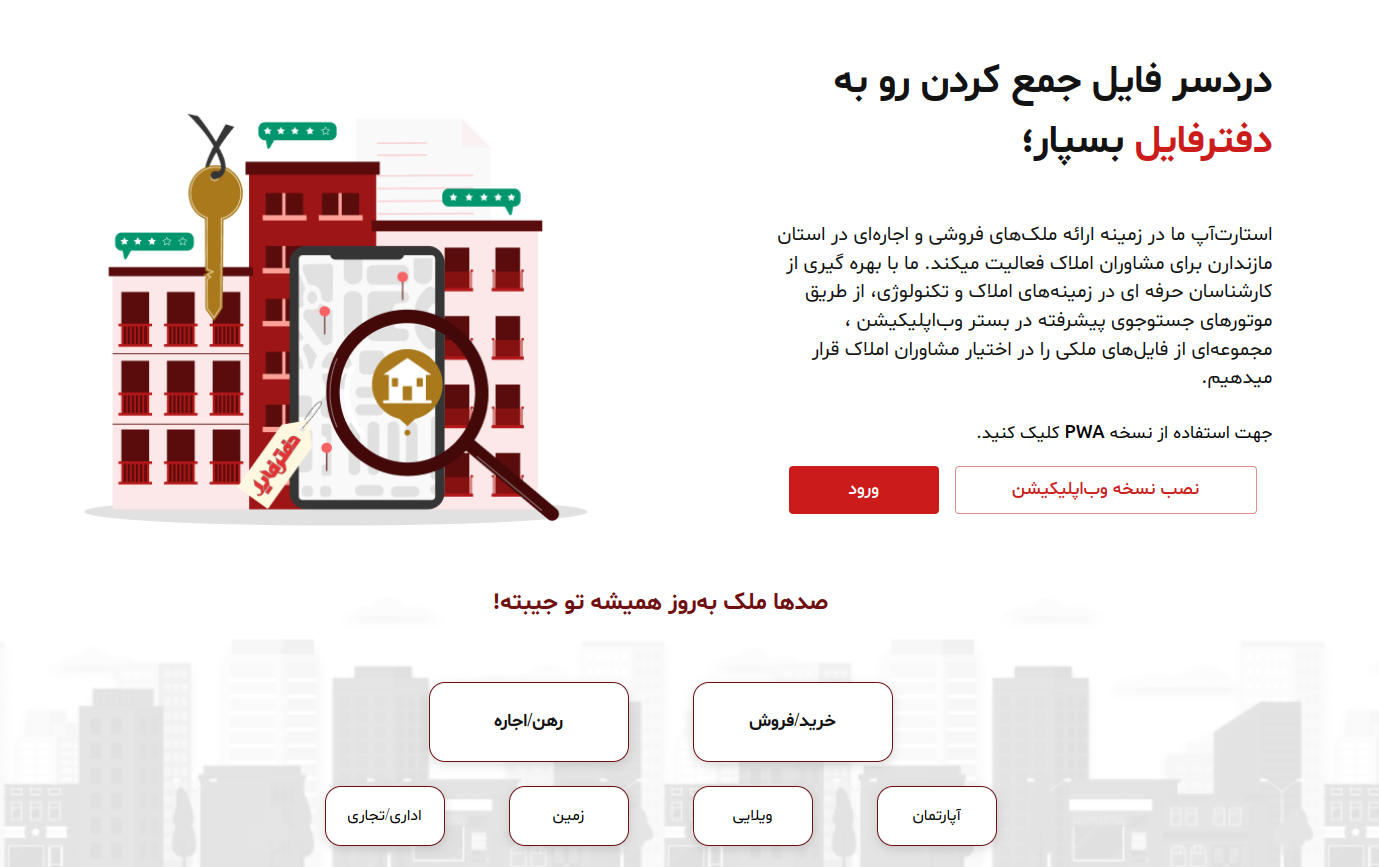 دردسر فایل جمع کردن رو به
دفترفایل بسپار؛
استارت‌آپ ما در زمینه ارائه ملک‌های فروشی و اجاره‌ای در استان
مازندارن برای مشاوران املاک فعالیت میکند. ما با بهره گیری از
کارشناسان حرفه ای در زمینه‌های املاک و تکنولوژی، از طریق
موتورهای جستوجوی پیشرفته در بستر وب‌اپلیکیشن ،
مجموعه‌ای از فایل‌های ملکی را در اختیار مشاوران املاک قرار
میدهیم.
جهت استفاده از نسخه PWA کلیک کنید.
نصب نسخه وب‌اپلیکیشن
ورود
دفترفایل
صدها ملک به‌روز همیشه تو جیبته!
خرید/فروش
رهن/اجاره
آپارتمان
ویلایی
زمین
اداری/تجاری